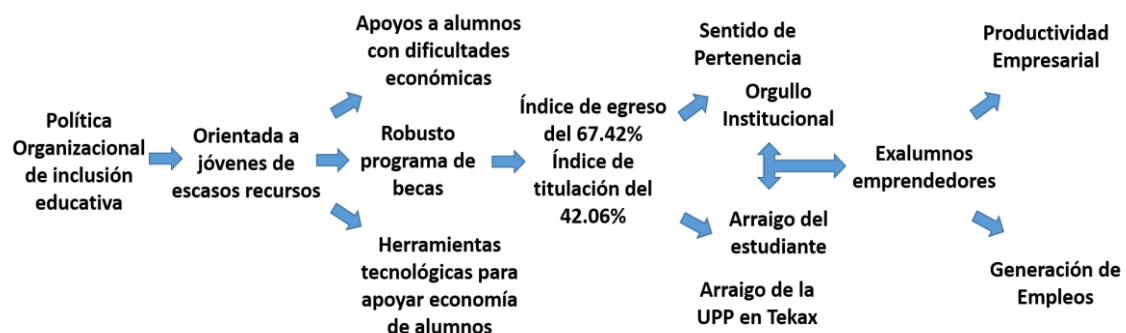 Política
Organizacional
de inclusión
educativa
Orientada a
jóvenes de
escasos recursos
Apoyos a alumnos
con dificultades
económicas
Robusto
programa de
becas
Herramientas
tecnológicas para
apoyar economía
de alumnos
Índice de egreso
del 67.42%
Índice de
titulación del
42.06%
Sentido de
Pertenencia
Orgullo
Institucional
Arraigo del
estudiante
Arraigo de la
UPP en Tekax
Exalumnos
emprendedores
Productividad
Empresarial
Generación de
Empleos